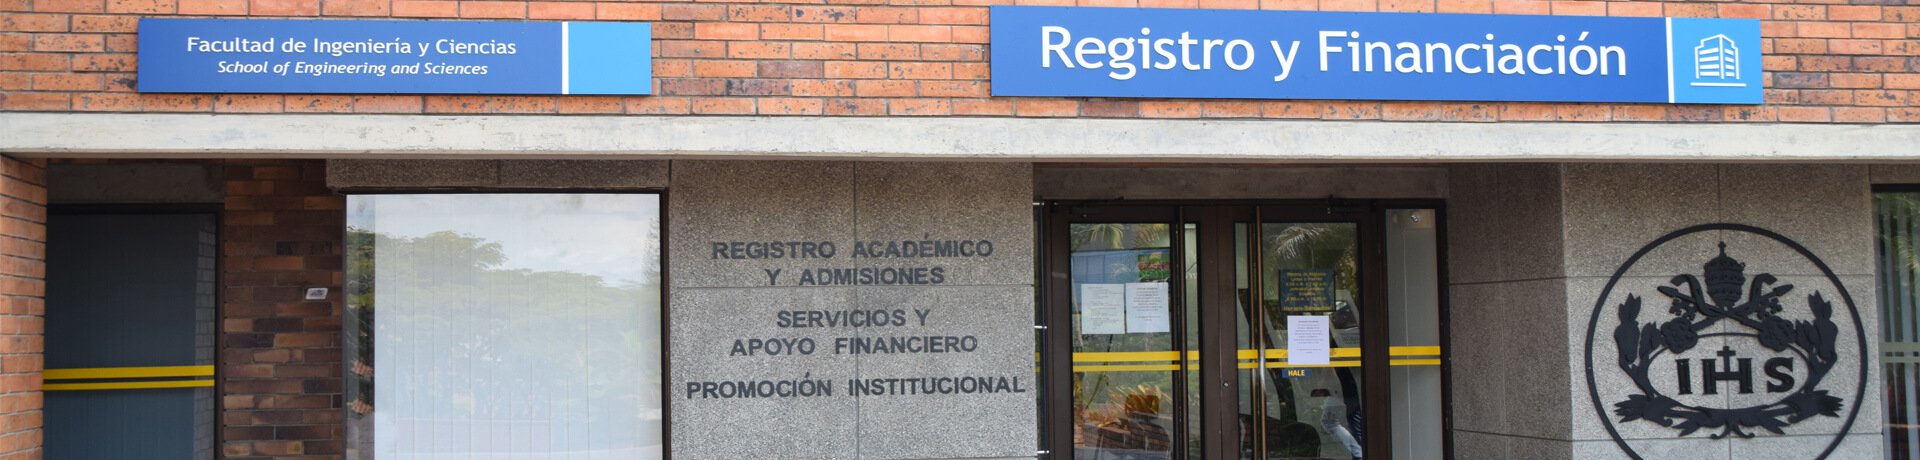 Facultad de Ingeniería y Ciencias
School of Engineering and Sciences
Registro y Financiación
REGISTRO ACADÉMICO
Y ADMISIONES
SERVICIOS Y
APOYO FINANCIERO
PROMOCIÓN INSTITUCIONAL
HALE
IHS